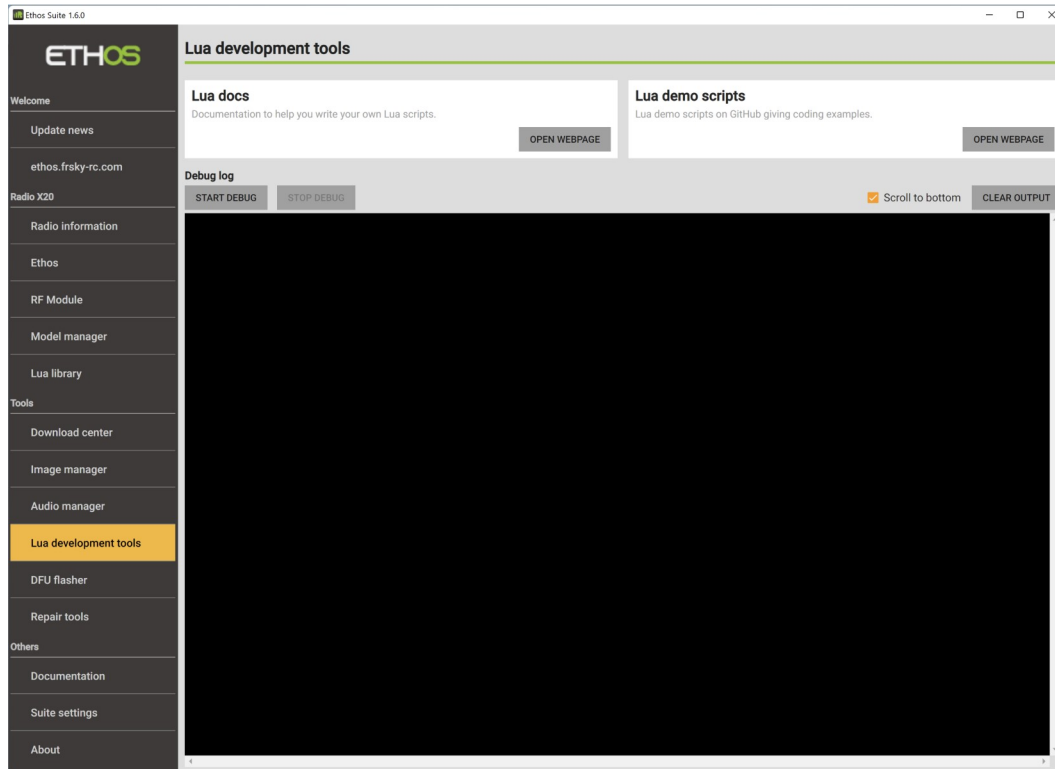 Ethos Suite 1.6.0
ETHOS
Welcome
Update news
ethos.frsky-rc.com
Radio X20
Radio information
Ethos
RF Module
Model manager
Lua library
Tools
Download center
Image manager
Audio manager
Lua development tools
DFU flasher
Repair tools
Others
Documentation
Suite settings
About
Lua development tools
Lua docs
Documentation to help you write your own Lua scripts.
OPEN WEBPAGE
Lua demo scripts
Lua demo scripts on GitHub giving coding examples.
OPEN WEBPAGE
Debug log
START DEBUG STOP DEBUG Scroll to bottom CLEAR OUTPUT